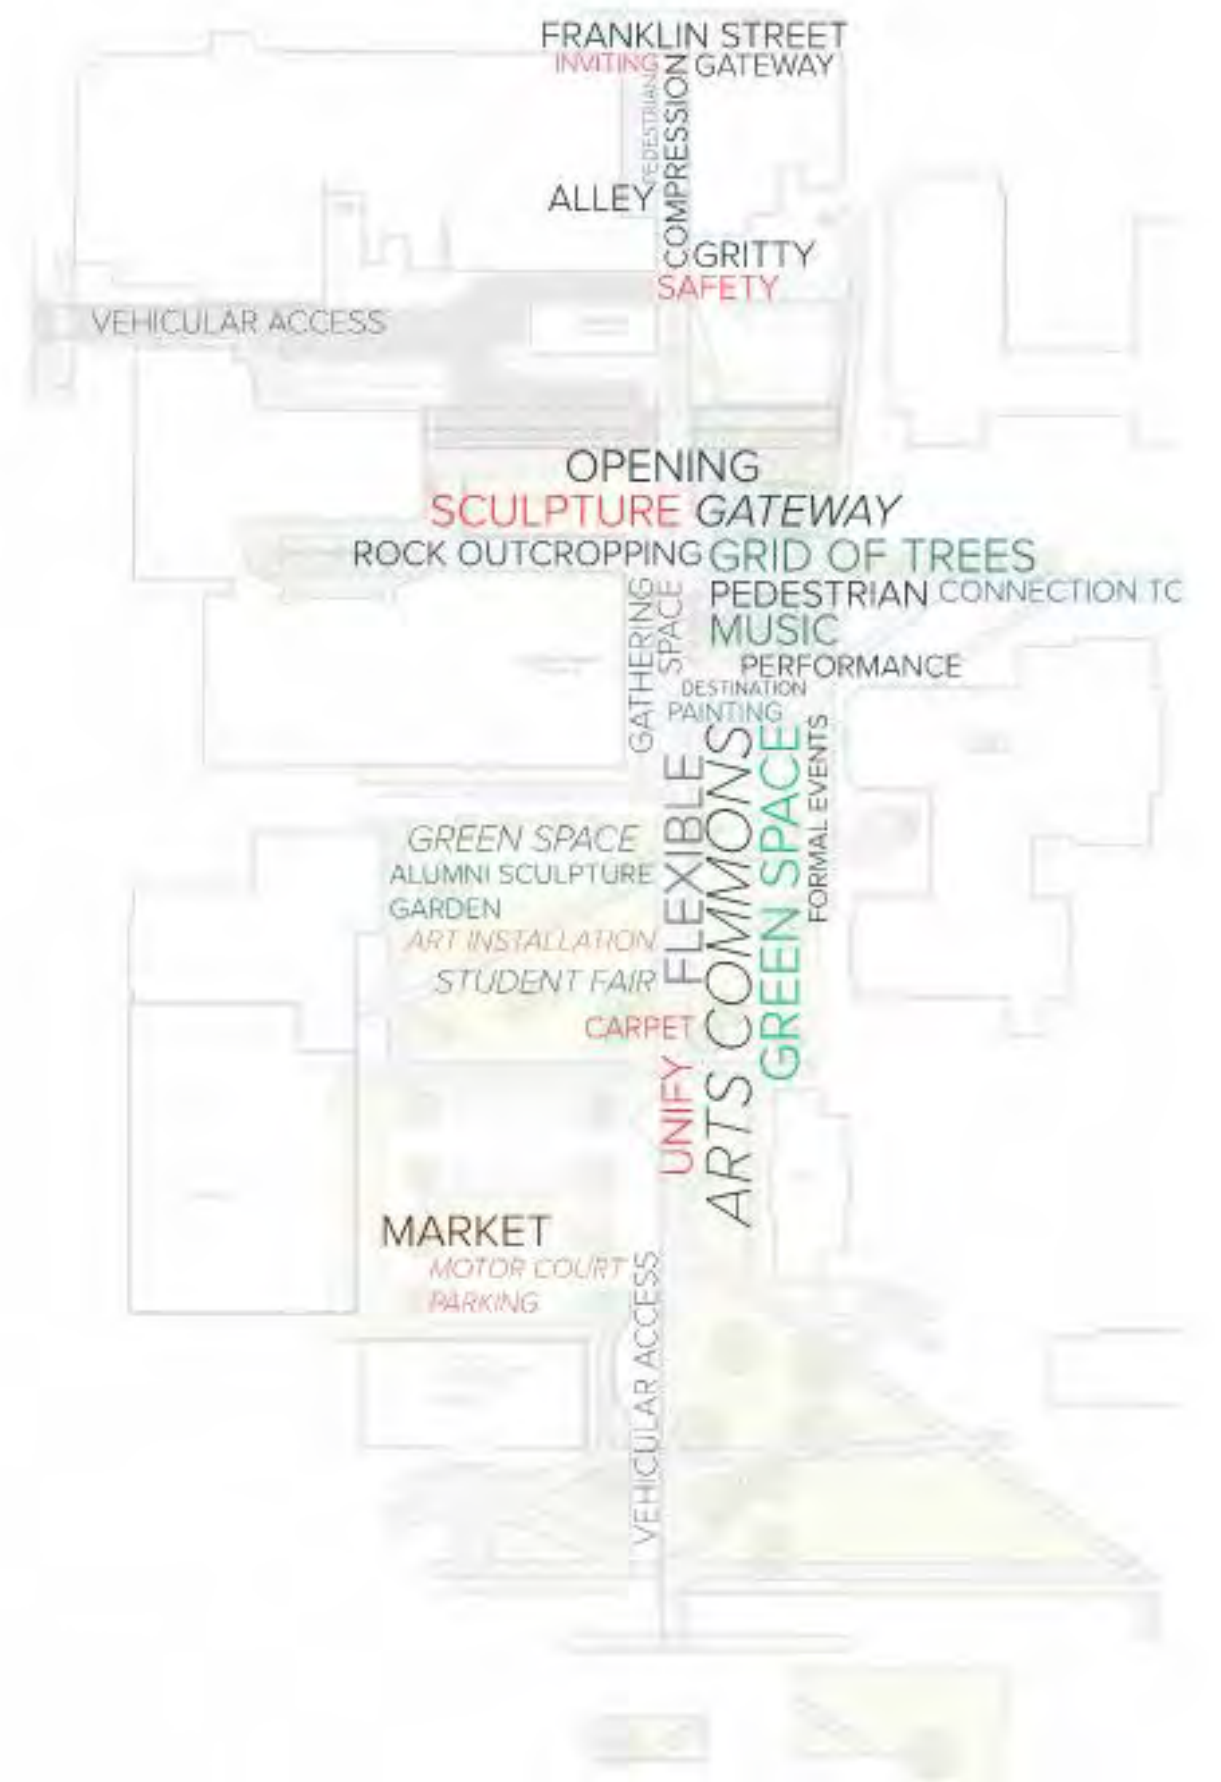 FRANKLIN STREET
INVITING
GATEWAY
PEDESTRIAN
COMPRESSION
ALLEY
GRITTY
SAFETY
VEHICULAR ACCESS
OPENING
SCULPTURE GATEWAY
ROCK OUTCROPPING GRID OF TREES
GATHERING
SPACE
PEDESTRIAN CONNECTION TO
MUSIC
PERFORMANCE
DESTINATION
PAINTING
FLEXIBLE
ARTS COMMONS
GREEN SPACE
FORMAL EVENTS
GREEN SPACE
ALUMNI SCULPTURE
GARDEN
ART INSTALLATION
STUDENT FAIR
CARPET
UNIFY
MARKET
MOTOR COURT
PARKING
VEHICULAR ACCESS